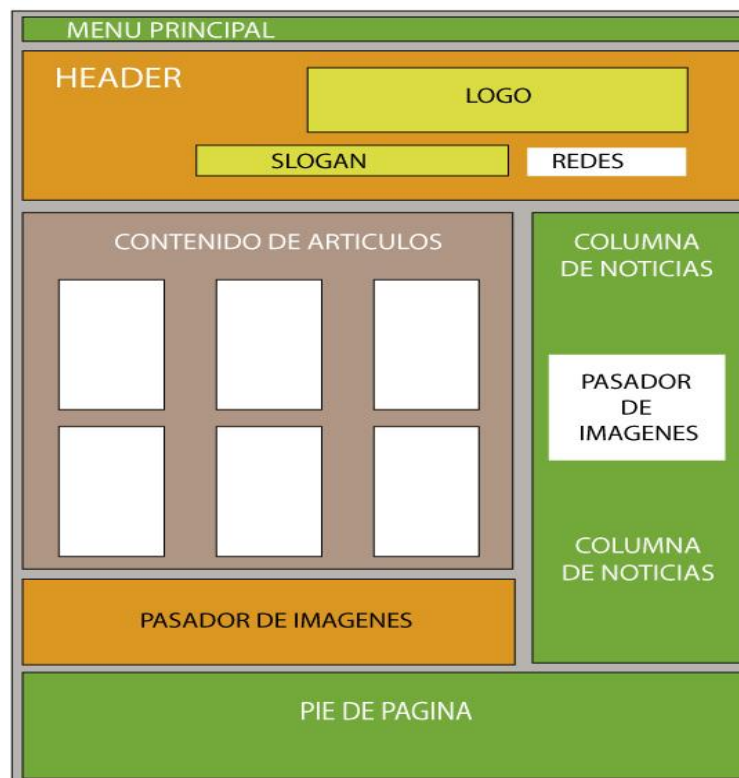 MENU PRINCIPAL
HEADER
LOGO
SLOGAN
REDES
CONTENIDO DE ARTICULOS
COLUMNA
DE NOTICIAS
PASADOR
DE
IMAGENES
COLUMNA
DE NOTICIAS
PASADOR DE IMAGENES
PIE DE PAGINA